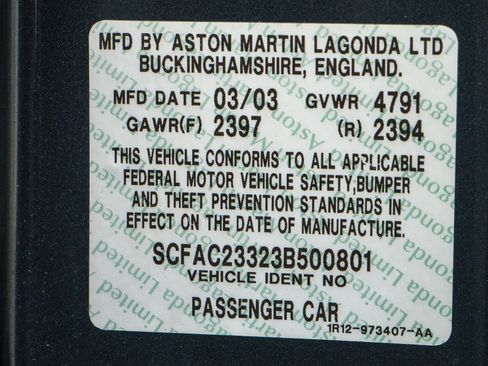 MFD BY ASTON MARTIN LAGONDA LTD
BUCKINGHAMSHIRE, ENGLAND.
MFD DATE 03/03 GVWR 4791
GAWR(F) 2397 (R) 2394
THIS VEHICLE CONFORMS TO ALL APPLICABLE
FEDERAL MOTOR VEHICLE SAFETY,BUMPER
AND THEFT PREVENTION STANDARDS IN
EFFECT ON THE DATE OF MANUFACTURE.
SCFAC23323B500801
VEHICLE IDENT NO
PASSENGER CAR
1R12-973407-AA